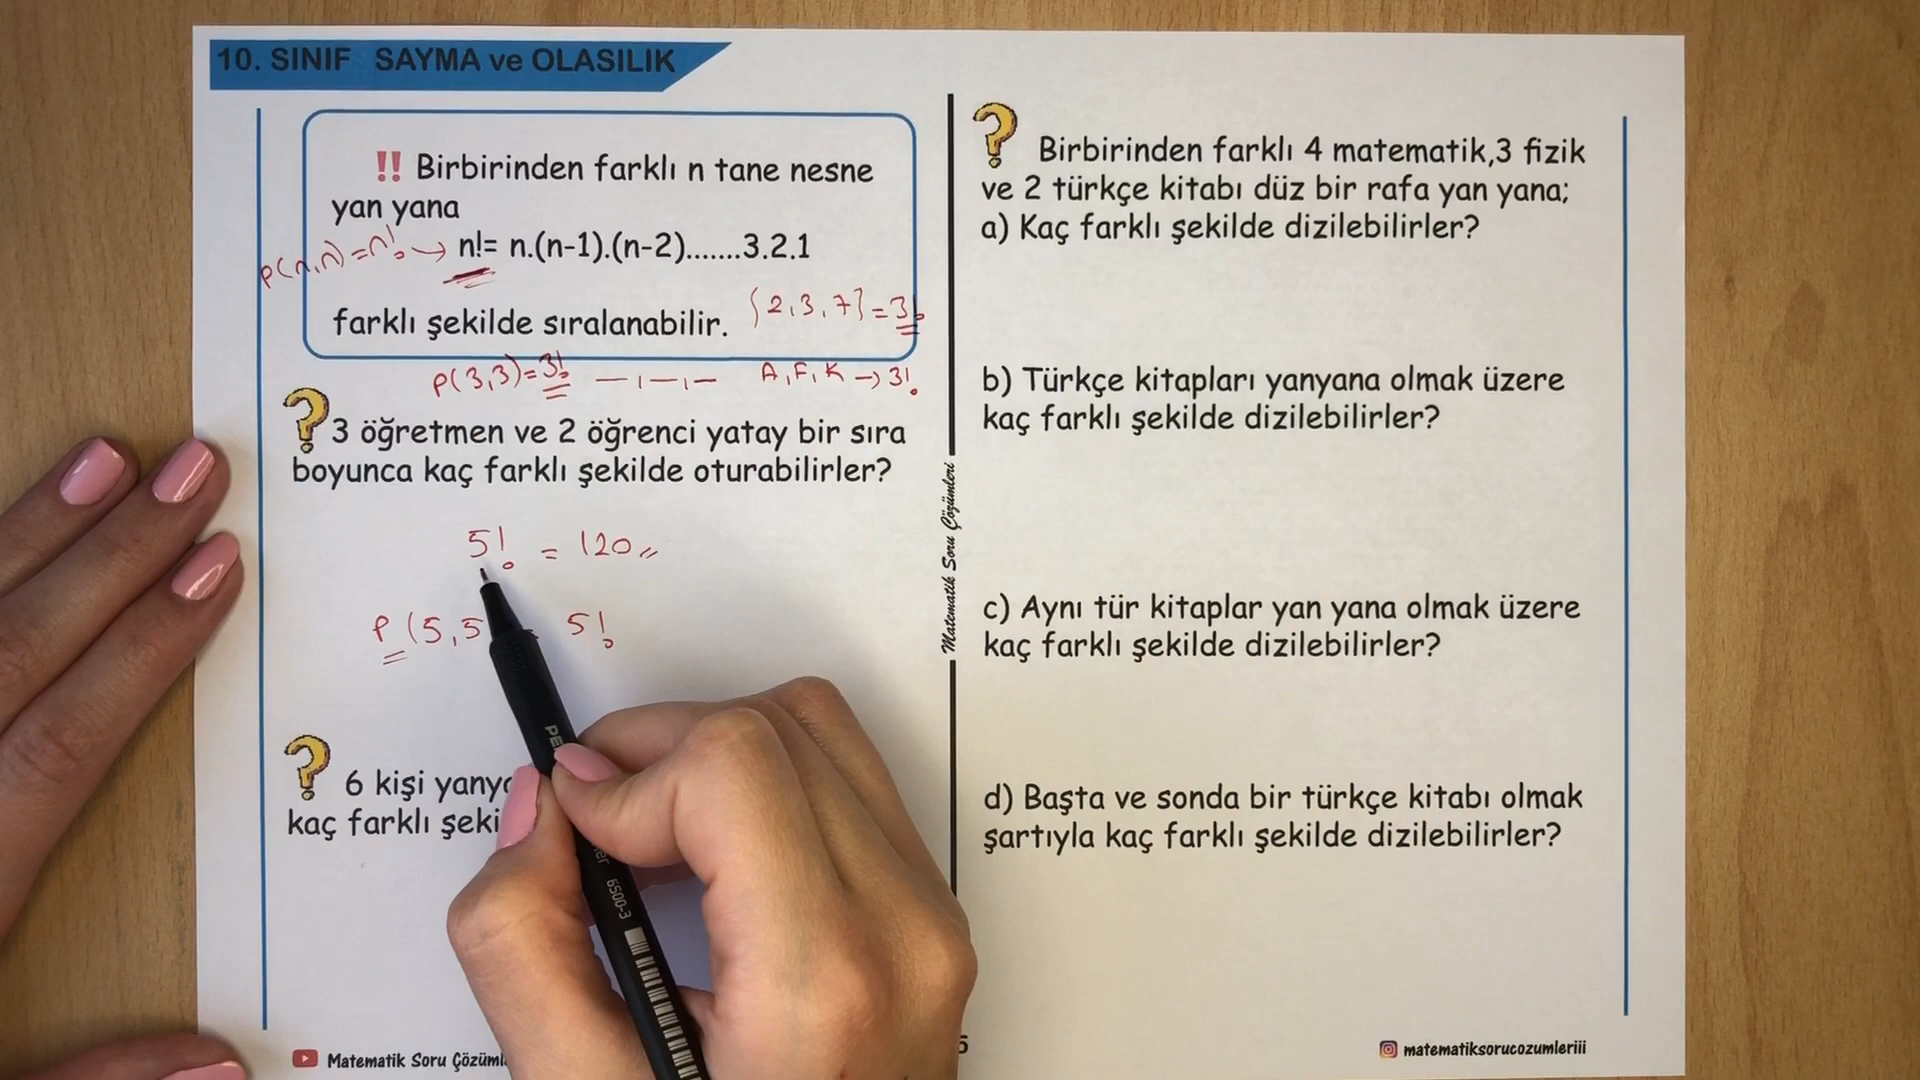 10. SINIF SAYMA ve OLASILIK
!! Birbirinden farklı n tane nesne
yan yana
p(n,n)=n! → n!= n.(n-1).(n-2).......3.2.1
farklı şekilde sıralanabilir. {2,3,7}=3!
P(3,3)=3! A,F,K → 3!
? 3 öğretmen ve 2 öğrenci yatay bir sıra
boyunca kaç farklı şekilde oturabilirler?
5! = 120
P(5,5 5!
? 6 kişi
kaç farklı
Matematik Soru
Matematik Soru Çözümleri
? Birbirinden farklı 4 matematik,3 fizik
ve 2 türkçe kitabı düz bir rafa yan yana;
a) Kaç farklı şekilde dizilebilirler?
b) Türkçe kitapları yanyana olmak üzere
kaç farklı şekilde dizilebilirler?
c) Aynı tür kitaplar yan yana olmak üzere
kaç farklı şekilde dizilebilirler?
d) Başta ve sonda bir türkçe kitabı olmak
şartıyla kaç farklı şekilde dizilebilirler?
matematiksorucozumleriii
6500-3